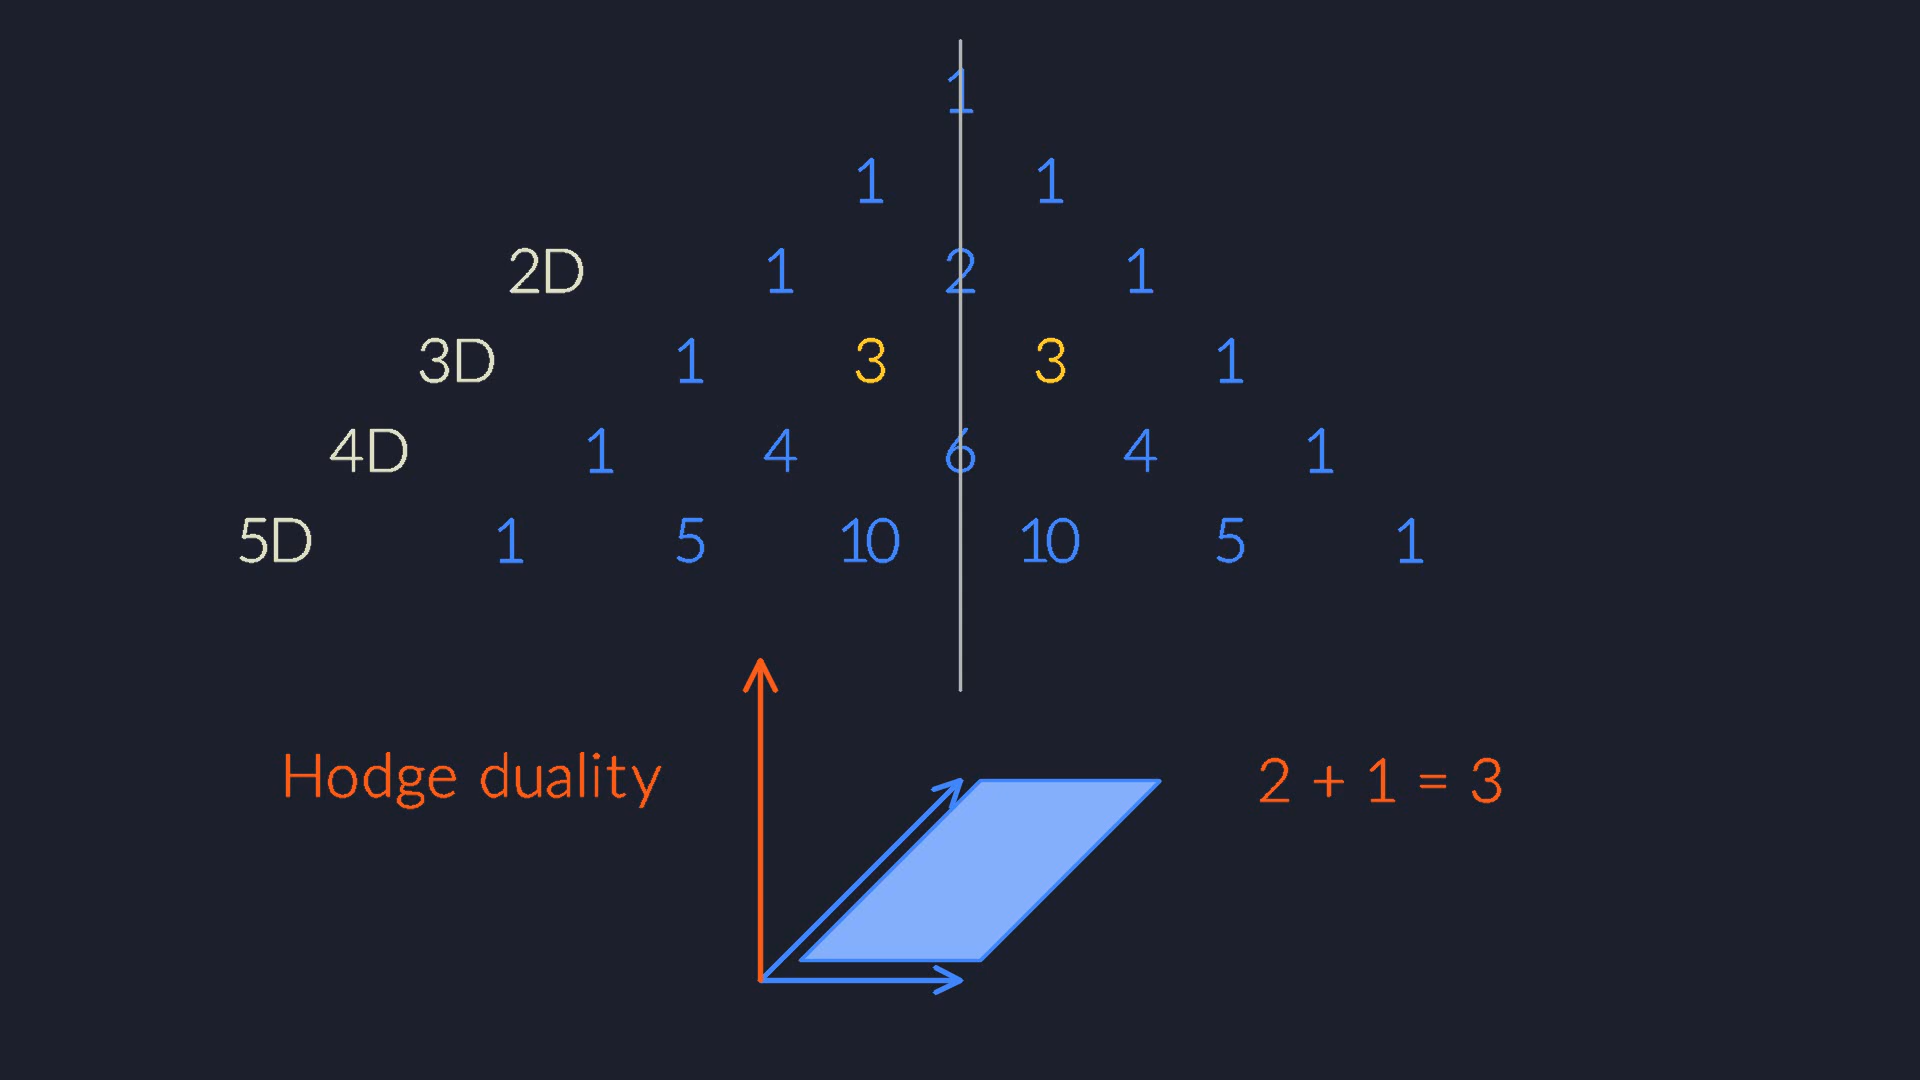 1
1 1
2D 1 2 1
3D 1 3 3 1
4D 1 4 6 4 1
5D 1 5 10 10 5 1
Hodge duality
2 + 1 = 3